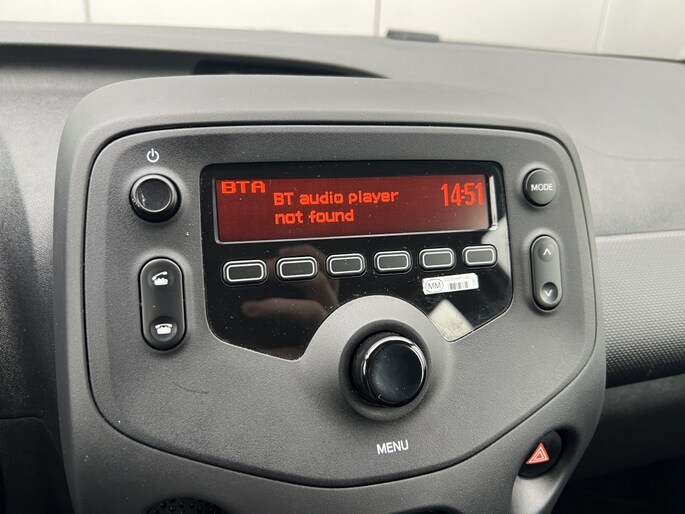 BTA
BT audio player
not found
14:51
MODE
MM
MENU